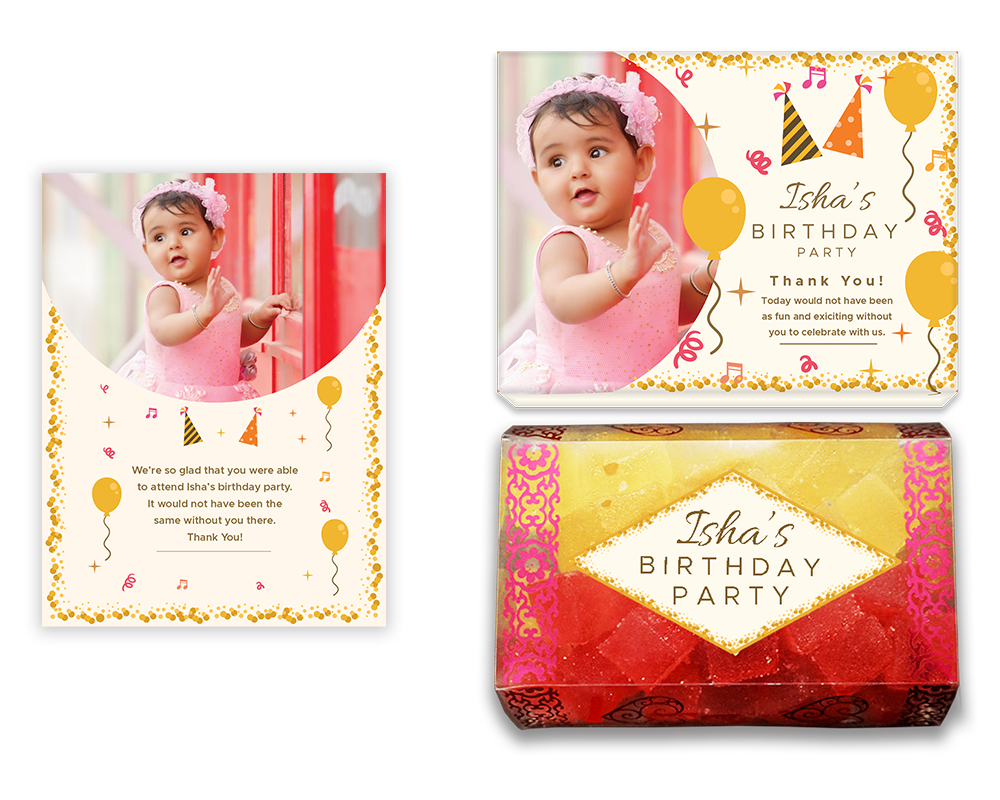 We're so glad that you were able
to attend Isha's birthday party.
It would not have been the
same without you there.
Thank You!
Isha's
BIRTHDAY
PARTY
Thank You!
Today would not have been
as fun and exiciting without
you to celebrate with us.
Isha's
BIRTHDAY
PARTY